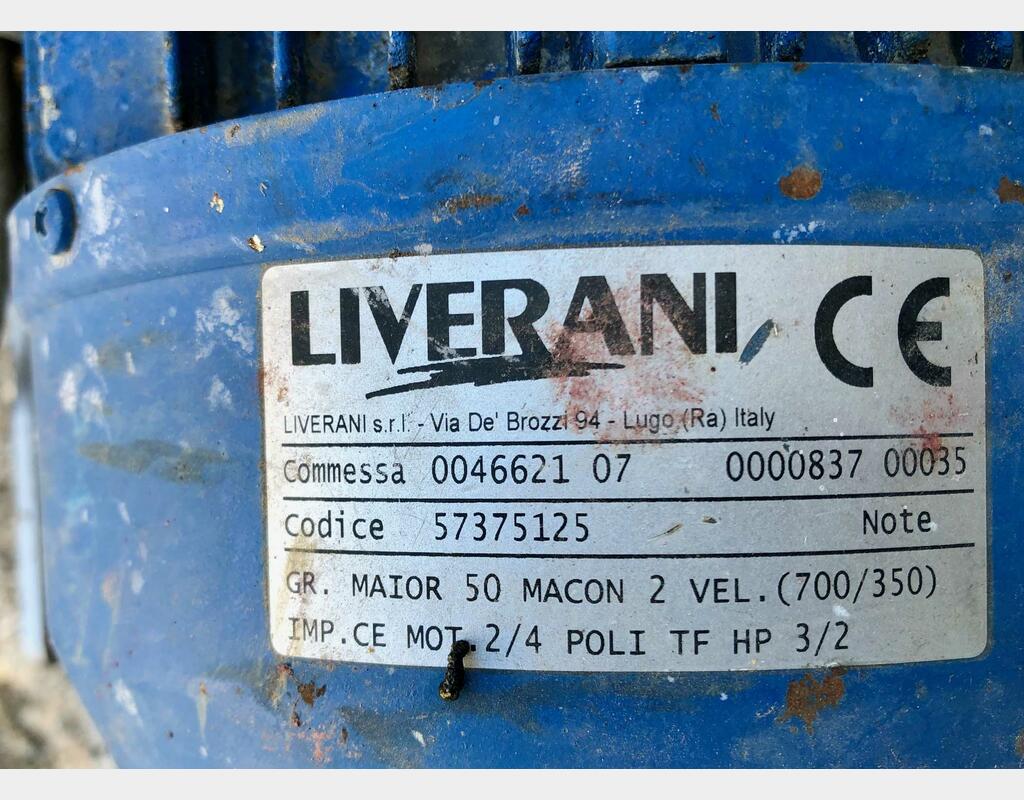 LIVERANI CE
LIVERANI s.r.l. - Via De' Brozzi 94 - Lugo (Ra) Italy
Commessa 0046621 07 0000837 00035
Codice 57375125 Note
GR. MAIOR 50 MACON 2 VEL.(700/350)
IMP.CE MOT.2/4 POLI TF HP 3/2